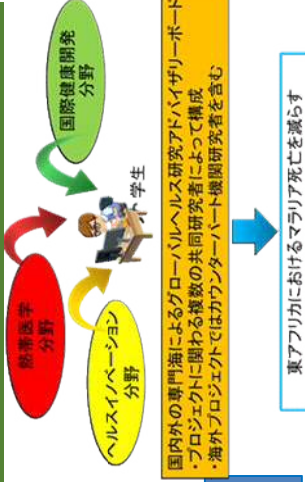 国際健康開発
分野
熱帯医学
分野
ヘルスイノベーション
分野
学生
国内外の専門海によるグローバルヘルス研究アドバイザリーボード
・プロジェクトに関わる複数の共同研究者によって構成
・海外プロジェクトではカウンターパート機関研究者を含む
東アフリカにおけるマラリア死亡を減らす